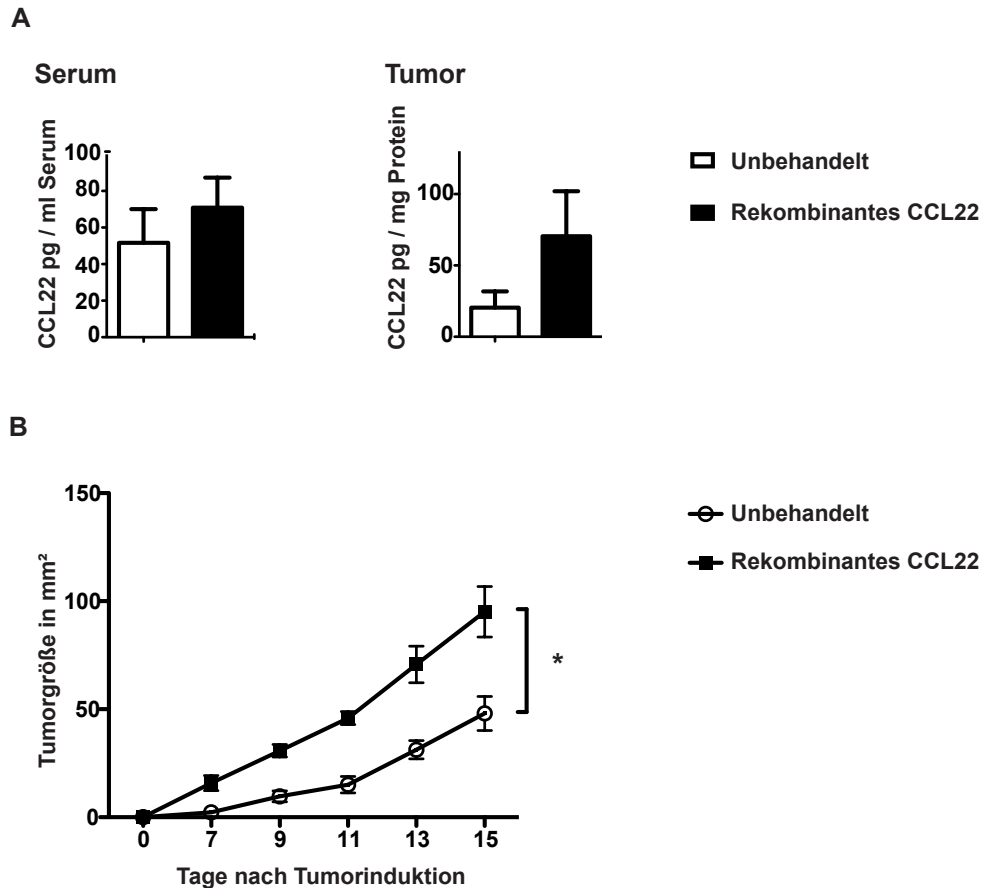 A
Serum
Tumor
CCL22 pg / ml Serum
100
80
60
40
20
0
CCL22 pg / mg Protein
100
50
0
Unbehandelt
Rekombinantes CCL22
B
Tumorgröße in mm²
150
100
50
0
0 7 9 11 13 15
Tage nach Tumorinduktion
*
Unbehandelt
Rekombinantes CCL22